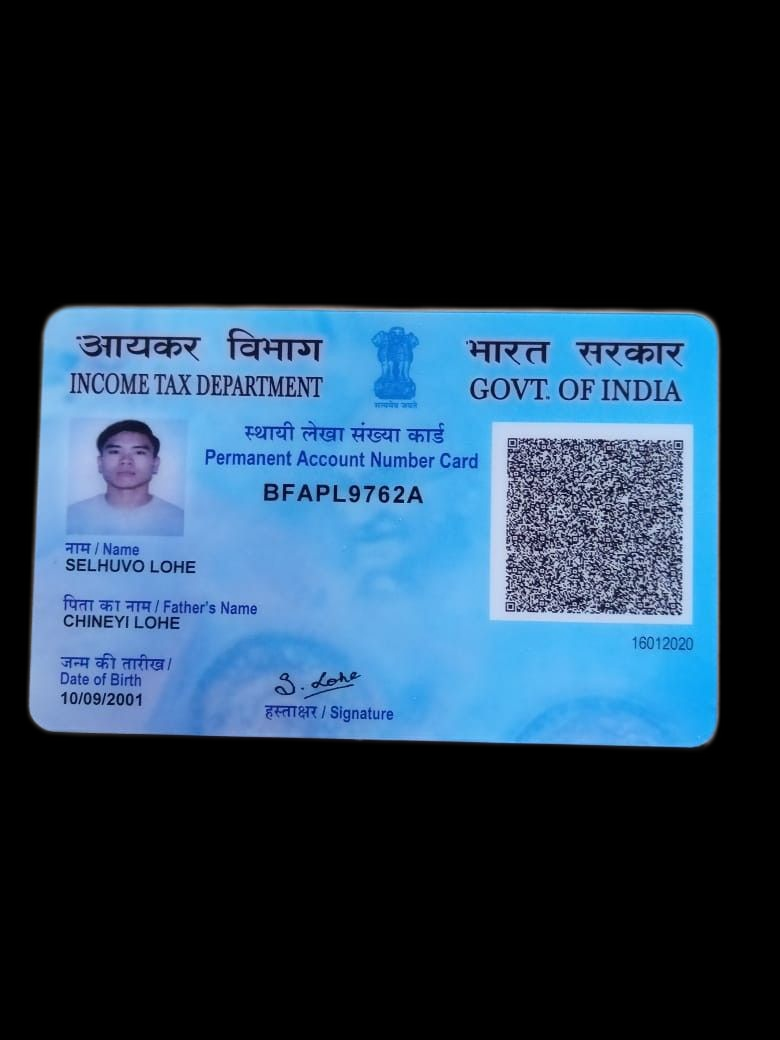 आयकर विभाग
INCOME TAX DEPARTMENT
सत्यमेव जयते
भारत सरकार
GOVT. OF INDIA
स्थायी लेखा संख्या कार्ड
Permanent Account Number Card
BFAPL9762A
नाम / Name
SELHUVO LOHE
पिता का नाम / Father's Name
CHINEYI LOHE
जन्म की तारीख /
Date of Birth
10/09/2001
S. Lohe
हस्ताक्षर / Signature
16012020